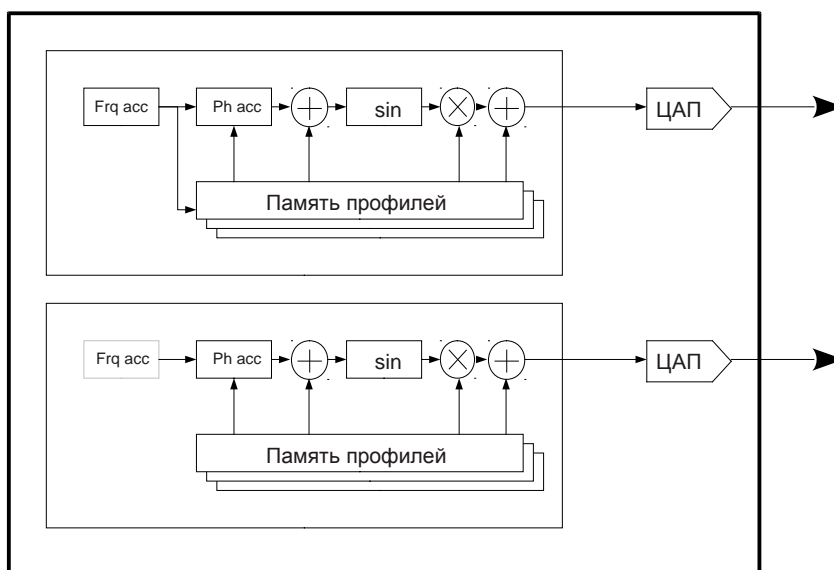 Frq acc
Ph acc
sin
ЦАП
Память профилей
Frq acc
Ph acc
sin
ЦАП
Память профилей